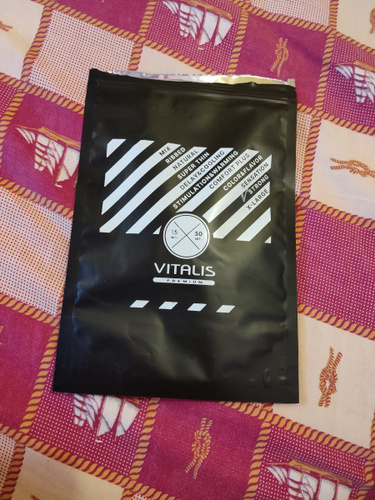 MIX
RIBBED
NATURAL
SUPER THIN
DELAY&COOLING
STIMULATION&WARMING
COMFORT PLUS
COLOR&FLAVOR
SENSATION
STRONG
X-LARGE
15
50
VITALIS
PREMIUM